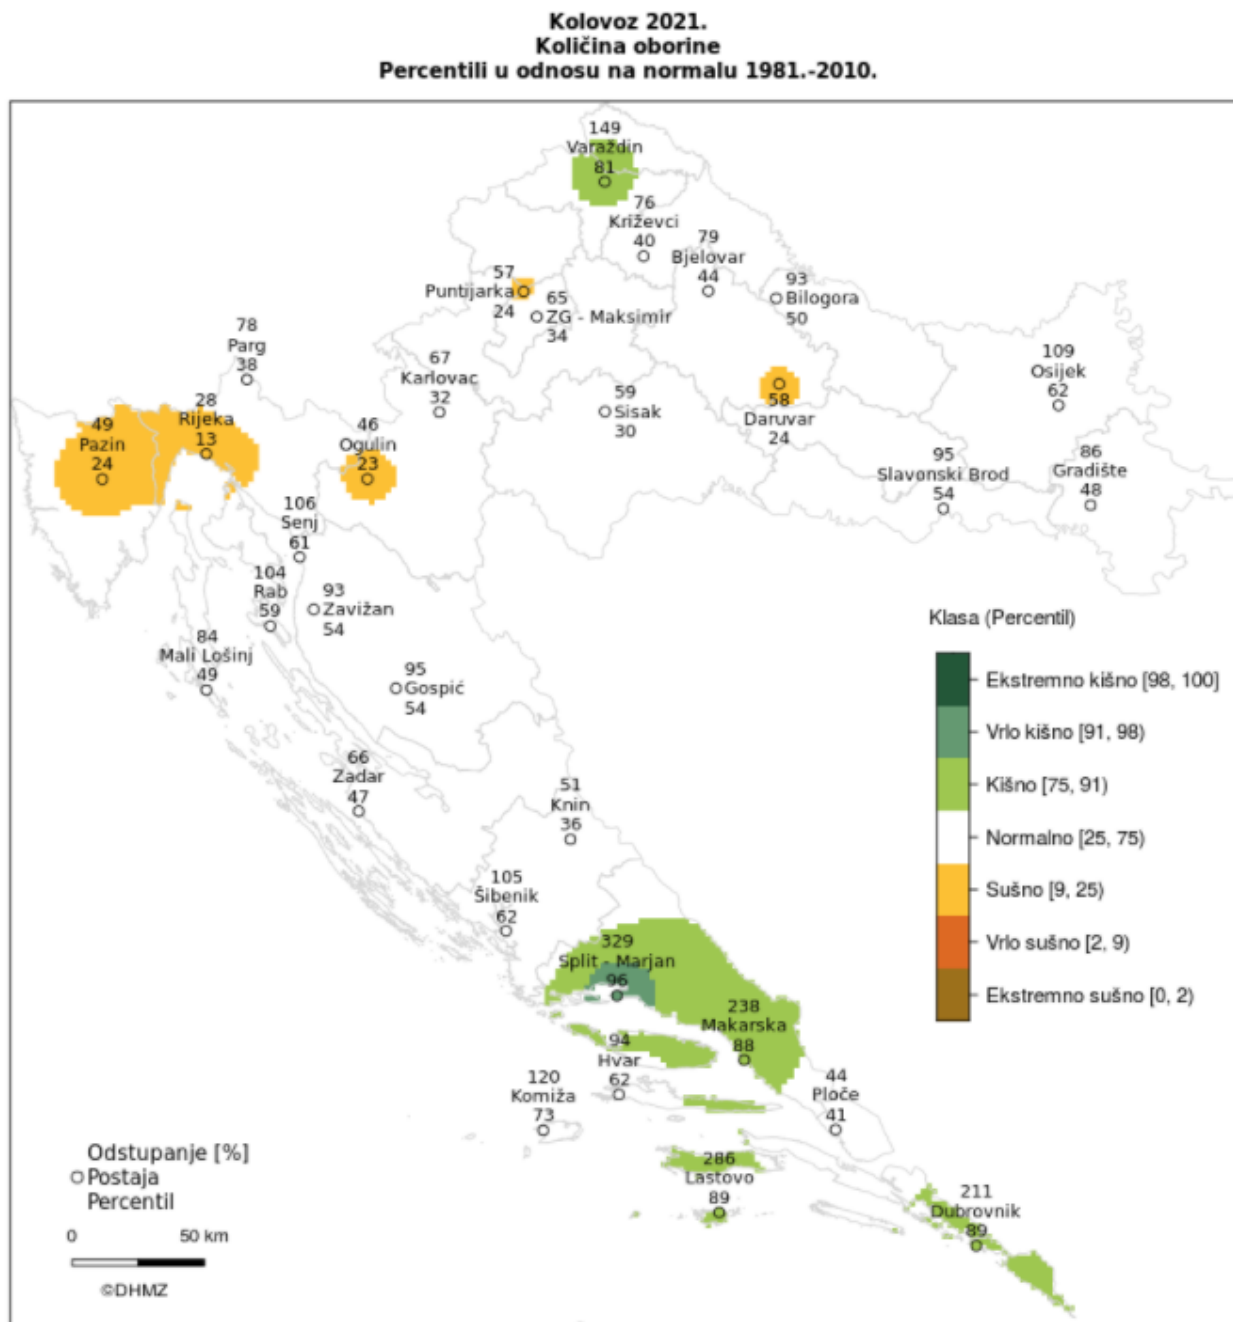 Kolovoz 2021.
Količina oborine
Percentili u odnosu na normalu 1981.-2010.
149
Varaždin
81
76
Križevci
40
79
Bjelovar
44
57
Puntijarka
24
65
ZG - Maksimir
34
93
Bilogora
50
78
Parg
38
67
Karlovac
32
59
Sisak
30
58
Daruvar
24
109
Osijek
62
28
Rijeka
13
49
Pazin
24
46
Ogulin
23
95
Slavonski Brod
54
86
Gradište
48
106
Senj
61
104
Rab
59
93
Zavižan
54
84
Mali Lošinj
49
95
Gospić
54
66
Zadar
47
51
Knin
36
105
Šibenik
62
329
Split - Marjan
96
238
Makarska
88
94
Hvar
62
120
Komiža
73
44
Ploče
41
286
Lastovo
89
211
Dubrovnik
89
Klasa (Percentil)
Ekstremno kišno [98, 100]
Vrlo kišno [91, 98)
Kišno [75, 91)
Normalno [25, 75)
Sušno [9, 25)
Vrlo sušno [2, 9)
Ekstremno sušno [0, 2)
Odstupanje [%]
Postaja
Percentil
0 50 km
©DHMZ